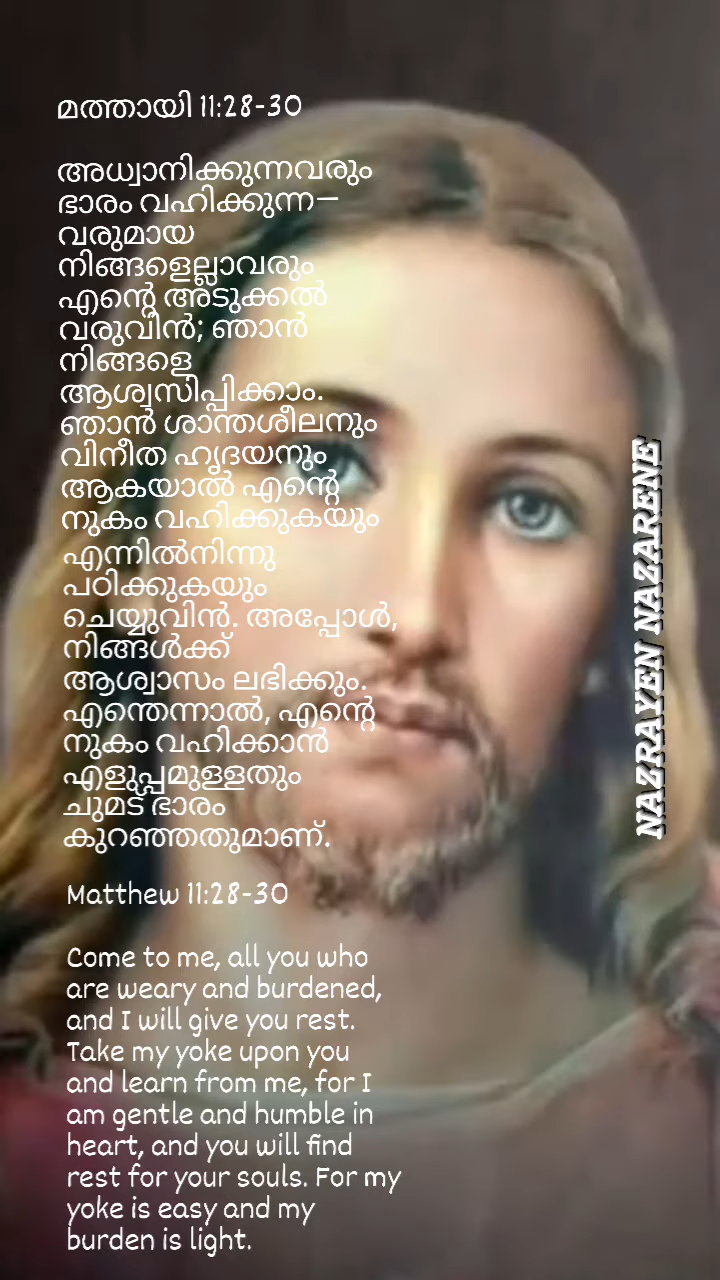 മത്തായി 11:28-30
അധ്വാനിക്കുന്നവരും
ഭാരം വഹിക്കുന്ന–
വരുമായ
നിങ്ങളെല്ലാവരും
എന്റെ അടുക്കൽ
വരുവിൻ; ഞാൻ
നിങ്ങളെ
ആശ്വസിപ്പിക്കാം.
ഞാൻ ശാന്തശീലനും
വിനീത ഹൃദയനും
ആകയാൽ എന്റെ
നുകം വഹിക്കുകയും
എന്നിൽനിന്നു
പഠിക്കുകയും
ചെയ്യുവിൻ. അപ്പോൾ,
നിങ്ങൾക്ക്
ആശ്വാസം ലഭിക്കും.
എന്തെന്നാൽ, എന്റെ
നുകം വഹിക്കാൻ
എളുപ്പമുള്ളതും
ചുമട് ഭാരം
കുറഞ്ഞതുമാണ്.
Matthew 11:28-30
Come to me, all you who
are weary and burdened,
and I will give you rest.
Take my yoke upon you
and learn from me, for I
am gentle and humble in
heart, and you will find
rest for your souls. For my
yoke is easy and my
burden is light.
NAZRAYEN NAZARENE